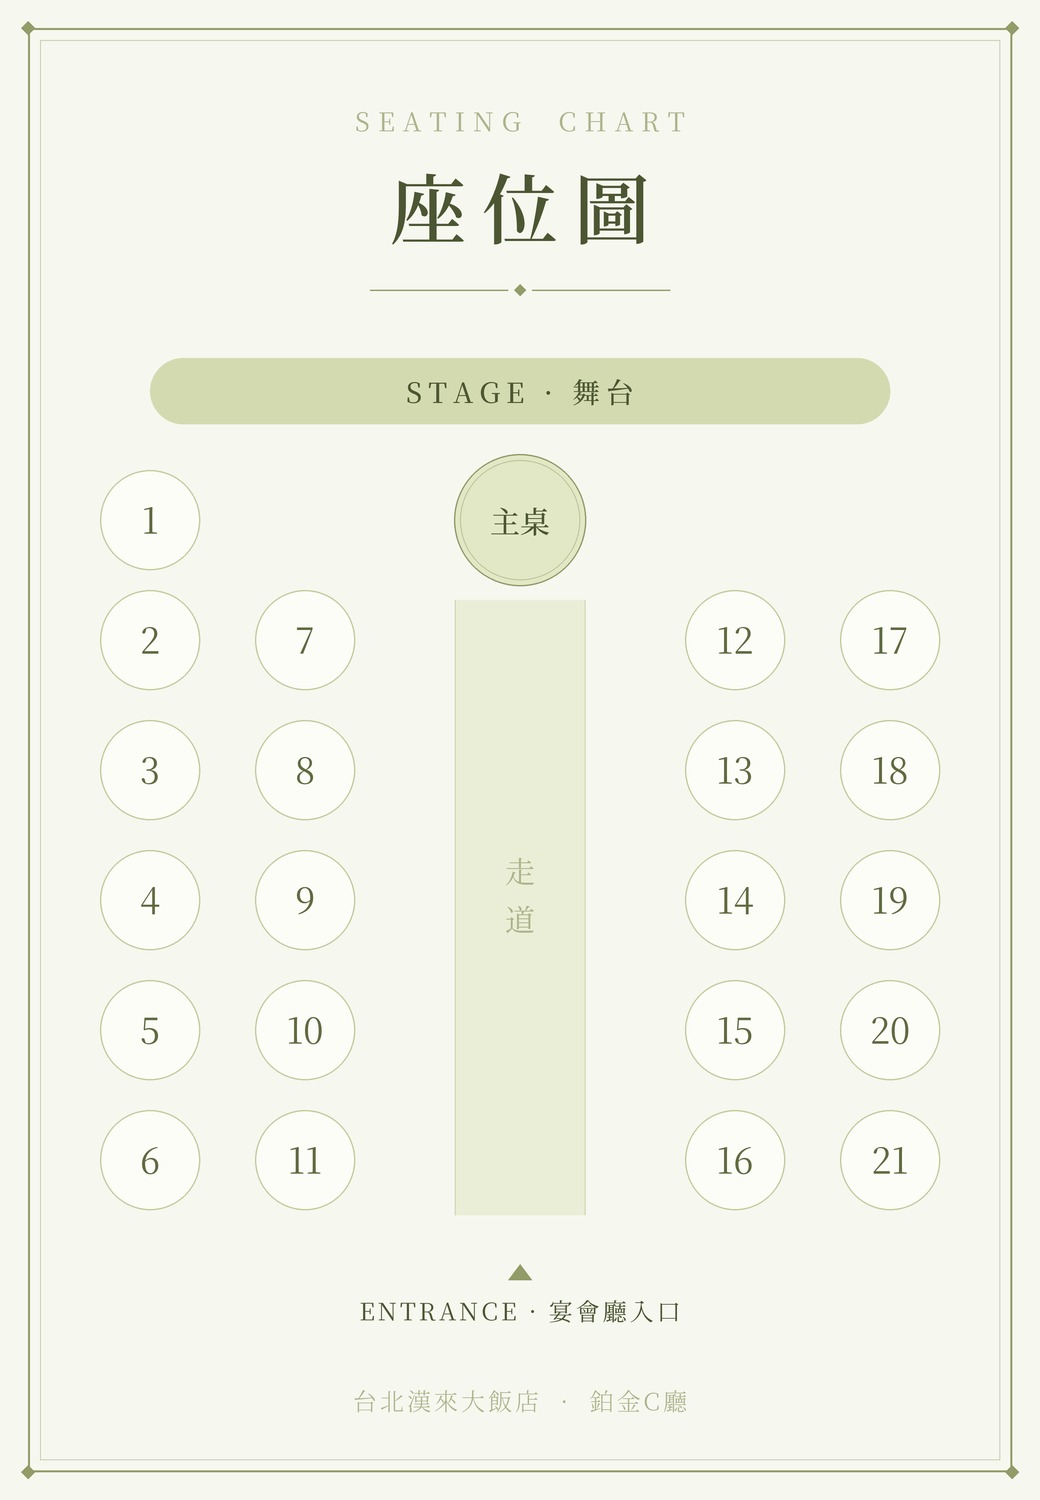 SEATING CHART
座位圖
STAGE · 舞台
1
主桌
2 7 12 17
3 8 13 18
走道
4 9 14 19
5 10 15 20
6 11 16 21
ENTRANCE · 宴會廳入口
台北漢來大飯店 · 鉑金C廳